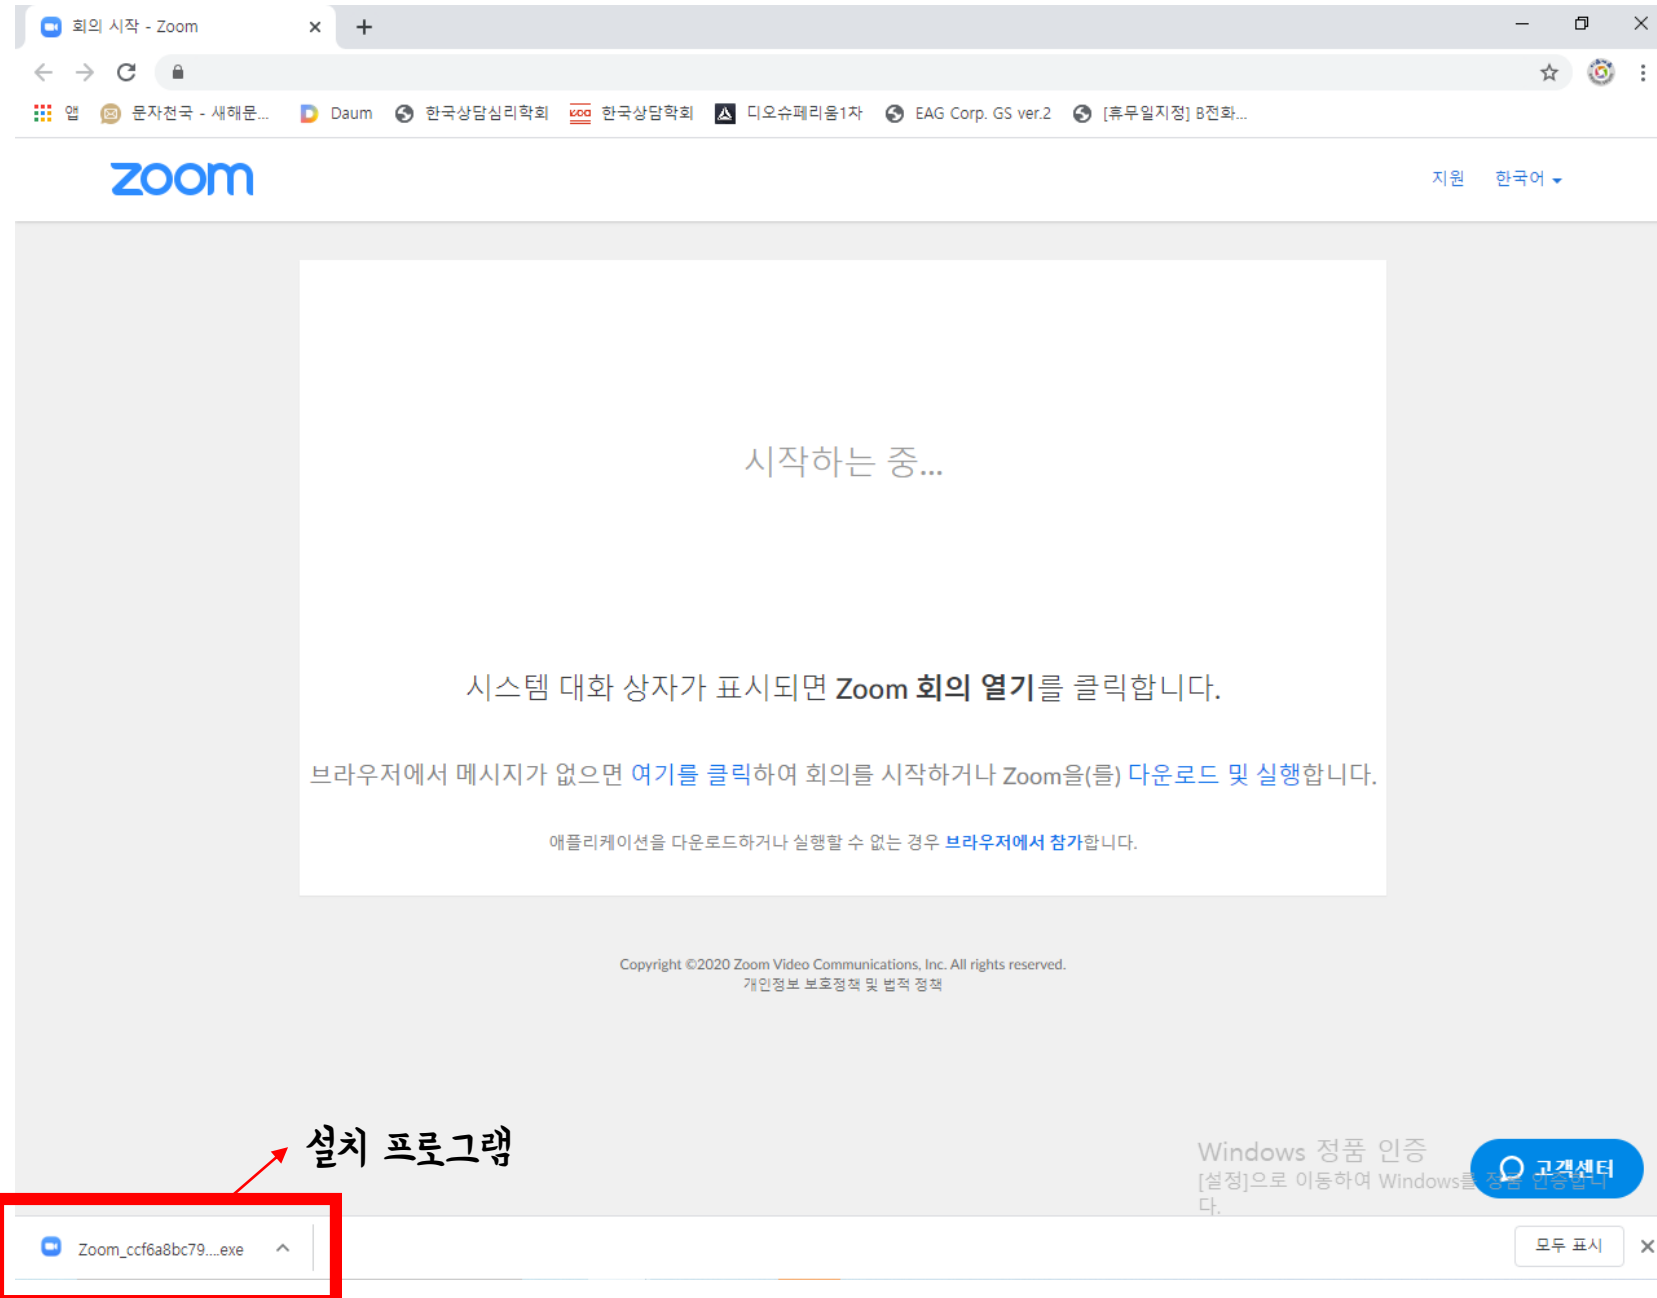 회의 시작 - Zoom
앱 문자천국 - 새해문... Daum 한국상담심리학회 한국상담학회 디오슈페리움1차 EAG Corp. GS ver.2 [휴무일지정] B전화...
zoom
지원 한국어
시작하는 중...
시스템 대화 상자가 표시되면 Zoom 회의 열기를 클릭합니다.
브라우저에서 메시지가 없으면 여기를 클릭하여 회의를 시작하거나 Zoom을(를) 다운로드 및 실행합니다.
애플리케이션을 다운로드하거나 실행할 수 없는 경우 브라우저에서 참가합니다.
Copyright ©2020 Zoom Video Communications, Inc. All rights reserved.
개인정보 보호정책 및 법적 정책
설치 프로그램
Windows 정품 인증
[설정]으로 이동하여 Windows를 정품 인증합니
다.
고객센터
Zoom_ccf6a8bc79....exe
모두 표시